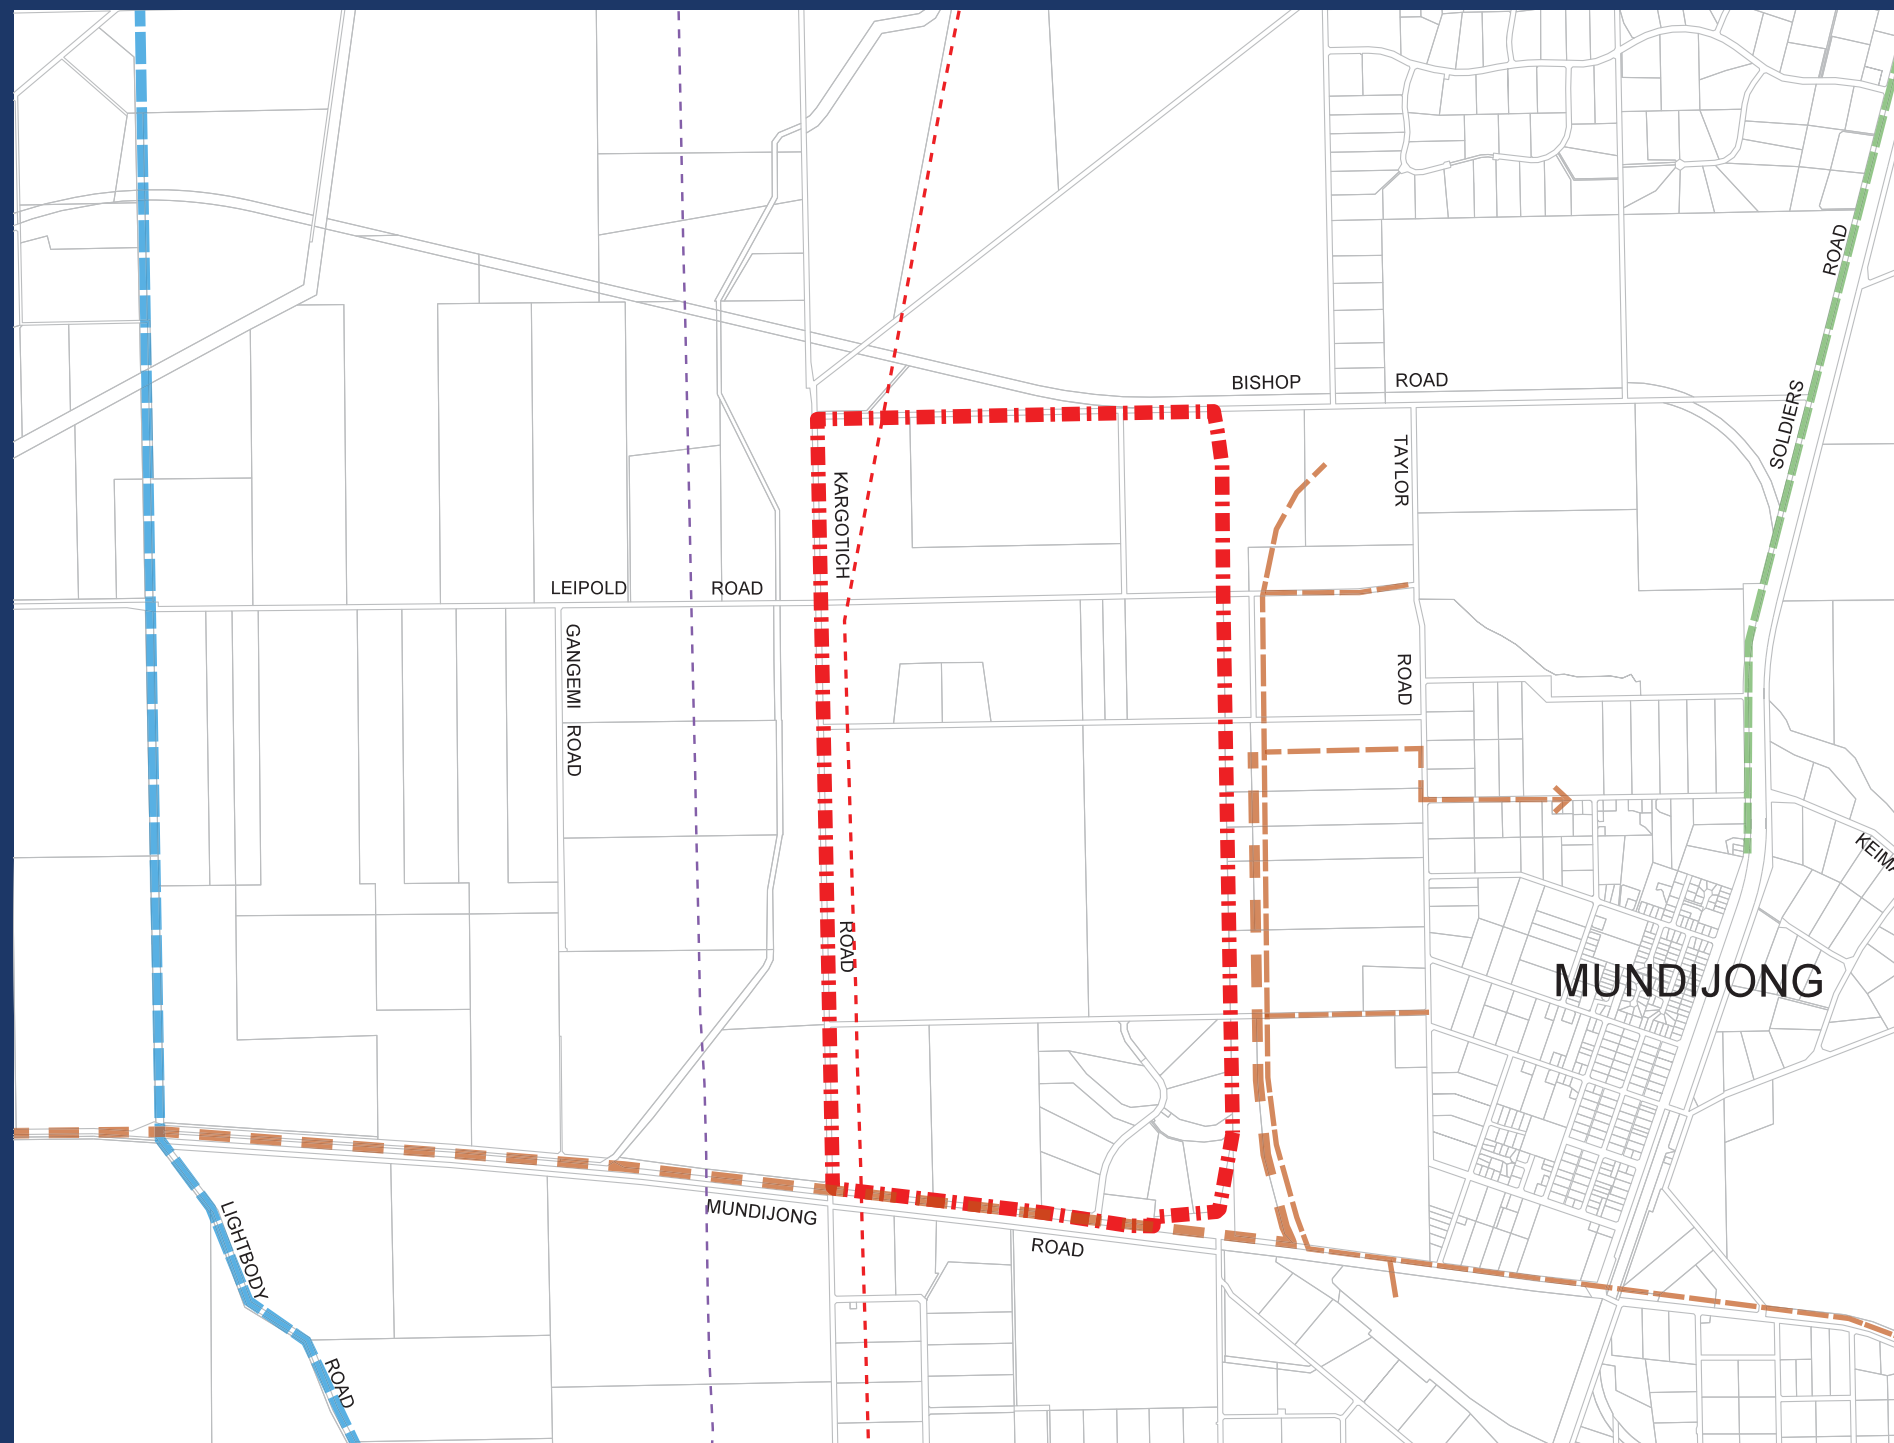 ROAD
SOLDIERS
BISHOP ROAD
TAYLOR
ROAD
KARGOTICH
ROAD
LEIPOLD ROAD
GANGEMI ROAD
MUNDIJONG
MUNDIJONG
ROAD
LIGHTBODY
ROAD